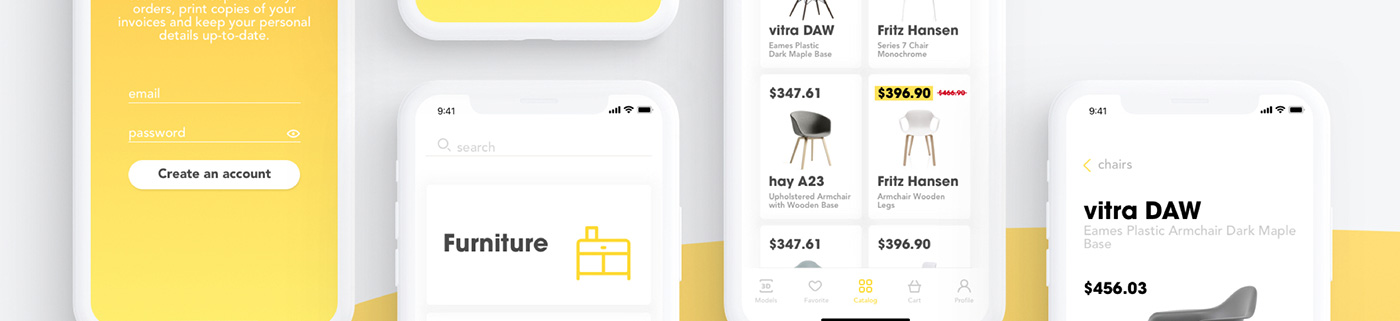 orders, print copies of your
invoices and keep your personal
details up-to-date.
email
password
Create an account
9:41
search
Furniture
vitra DAW
Eames Plastic
Dark Maple Base
Fritz Hansen
Series 7 Chair
Monochrome
$347.61
$396.90 $466.90
hay A23
Upholstered Armchair
with Wooden Base
Fritz Hansen
Armchair Wooden
Legs
$347.61
$396.90
3D
Models
Favorite
Catalog
Cart
Profile
9:41
chairs
vitra DAW
Eames Plastic Armchair Dark Maple
Base
$456.03